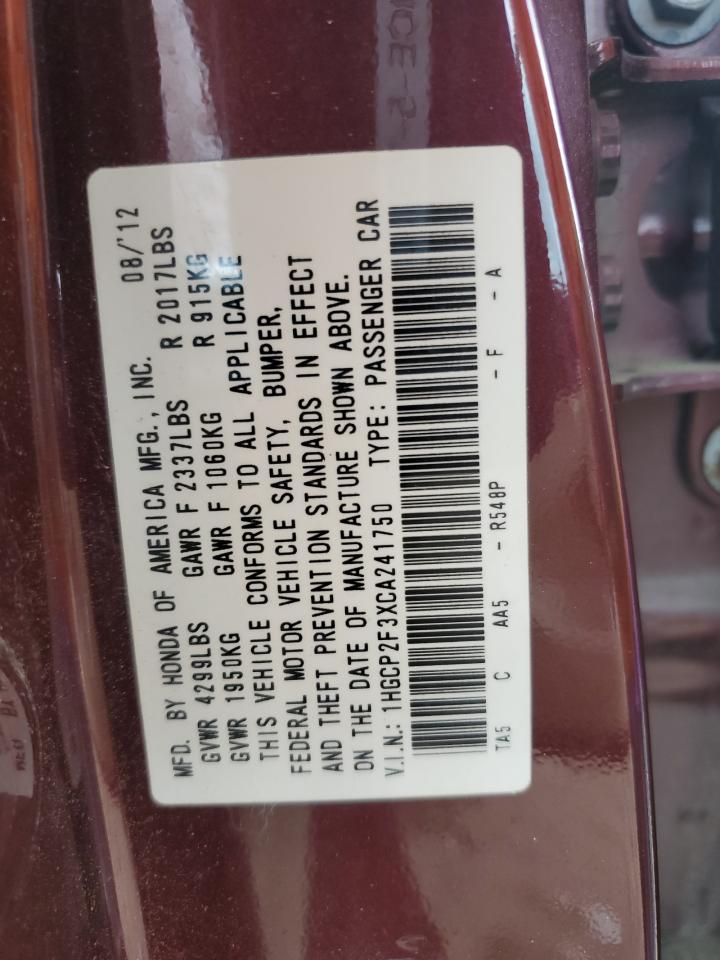 MFD. BY HONDA OF AMERICA MFG., INC. 08/'12
GVWR 4299LBS GAWR F 2337LBS R 2017LBS
GVWR 1950KG GAWR F 1060KG R 915KG
THIS VEHICLE CONFORMS TO ALL APPLICABLE
FEDERAL MOTOR VEHICLE SAFETY, BUMPER,
AND THEFT PREVENTION STANDARDS IN EFFECT
ON THE DATE OF MANUFACTURE SHOWN ABOVE.
V.I.N.: 1HGCP2F3XCA241750 TYPE: PASSENGER CAR
TA5 C AA5 - R548P - F - A